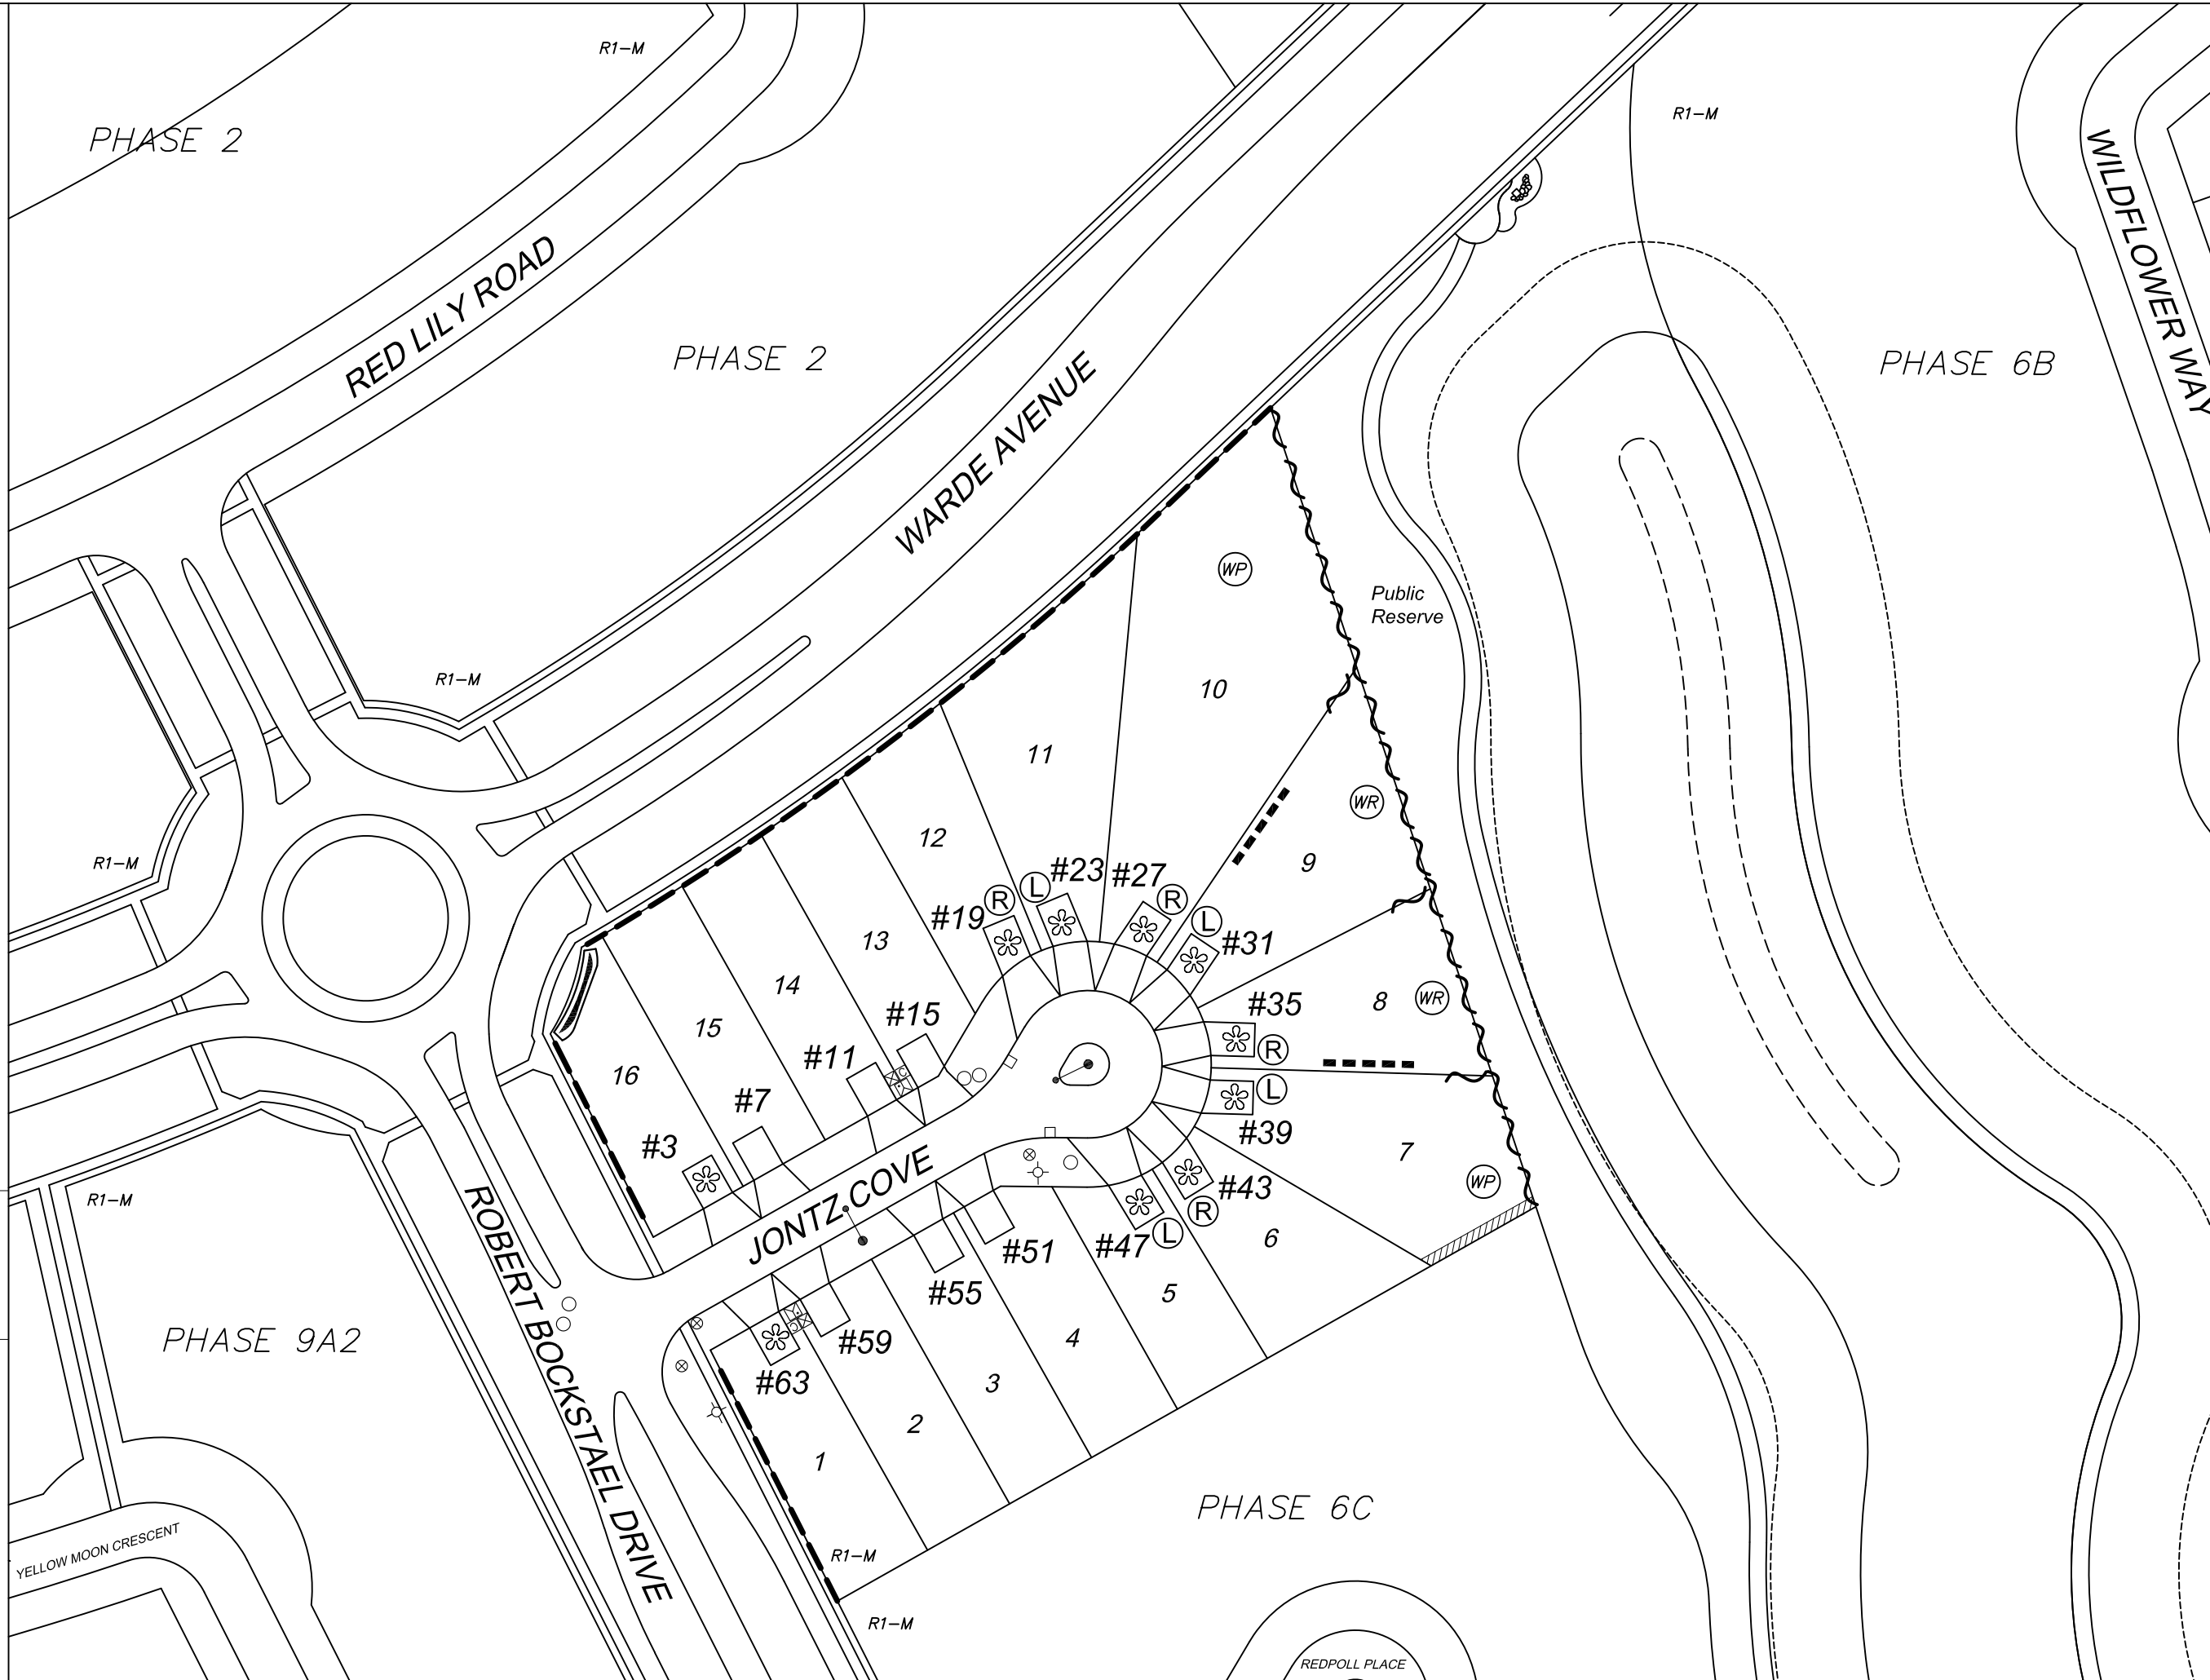 R1-M
R1-M
PHASE 2
WILDFLOWER WAY
RED LILY ROAD
PHASE 2
PHASE 6B
WARDE AVENUE
WP
Public
Reserve
R1-M
10
11
WR
12
9
R1-M
#23
#27
L
R
#19
R
L
#31
13
14
8
WR
#35
#15
15
R
#11
16
L
#7
#39
#3
7
WP
JONTZ COVE
#43
R
6
#47
L
#51
R1-M
ROBERT BOCKSTAEL DRIVE
#55
5
4
#59
PHASE 9A2
#63
3
2
1
PHASE 6C
YELLOW MOON CRESCENT
R1-M
R1-M
REDPOLL PLACE